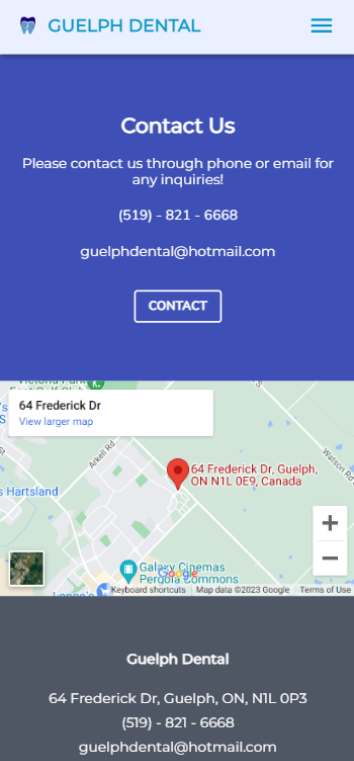 GUELPH DENTAL
Contact Us
Please contact us through phone or email for
any inquiries!
(519) - 821 - 6668
guelphdental@hotmail.com
CONTACT
64 Frederick Dr
View larger map
Arkell Rd
Watson Rd
64 Frederick Dr, Guelph,
ON N1L 0E9, Canada
s Hartsland
Galaxy Cinemas
Pergola Commons
Google
Keyboard shortcuts
Map data ©2023 Google
Terms of Use
Guelph Dental
64 Frederick Dr, Guelph, ON, N1L 0P3
(519) - 821 - 6668
guelphdental@hotmail.com